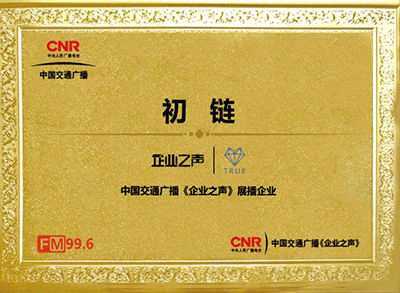 CNR
中央人民广播电台
中国交通广播
初链
企业之声 TRUE
中国交通广播《企业之声》展播企业
FM99.6
CNR 中央人民广播电台 中国交通广播《企业之声》